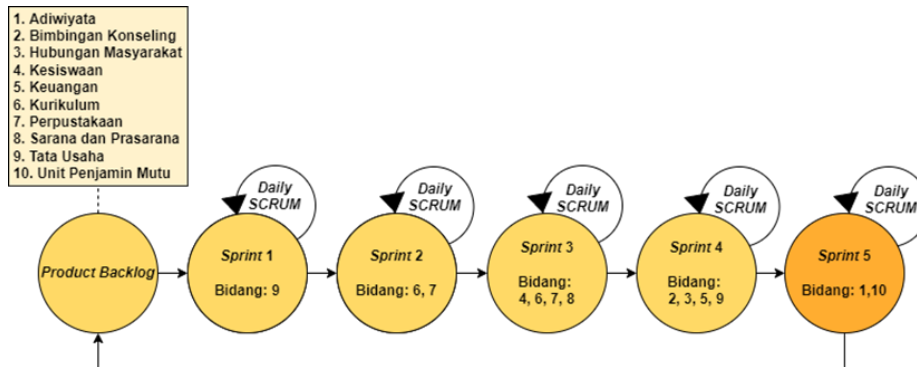 1. Adiwiyata
2. Bimbingan Konseling
3. Hubungan Masyarakat
4. Kesiswaan
5. Keuangan
6. Kurikulum
7. Perpustakaan
8. Sarana dan Prasarana
9. Tata Usaha
10. Unit Penjamin Mutu
Product Backlog
Daily
SCRUM
Sprint 1
Bidang: 9
Daily
SCRUM
Sprint 2
Bidang: 6, 7
Daily
SCRUM
Sprint 3
Bidang:
4, 6, 7, 8
Daily
SCRUM
Sprint 4
Bidang:
2, 3, 5, 9
Daily
SCRUM
Sprint 5
Bidang: 1,10